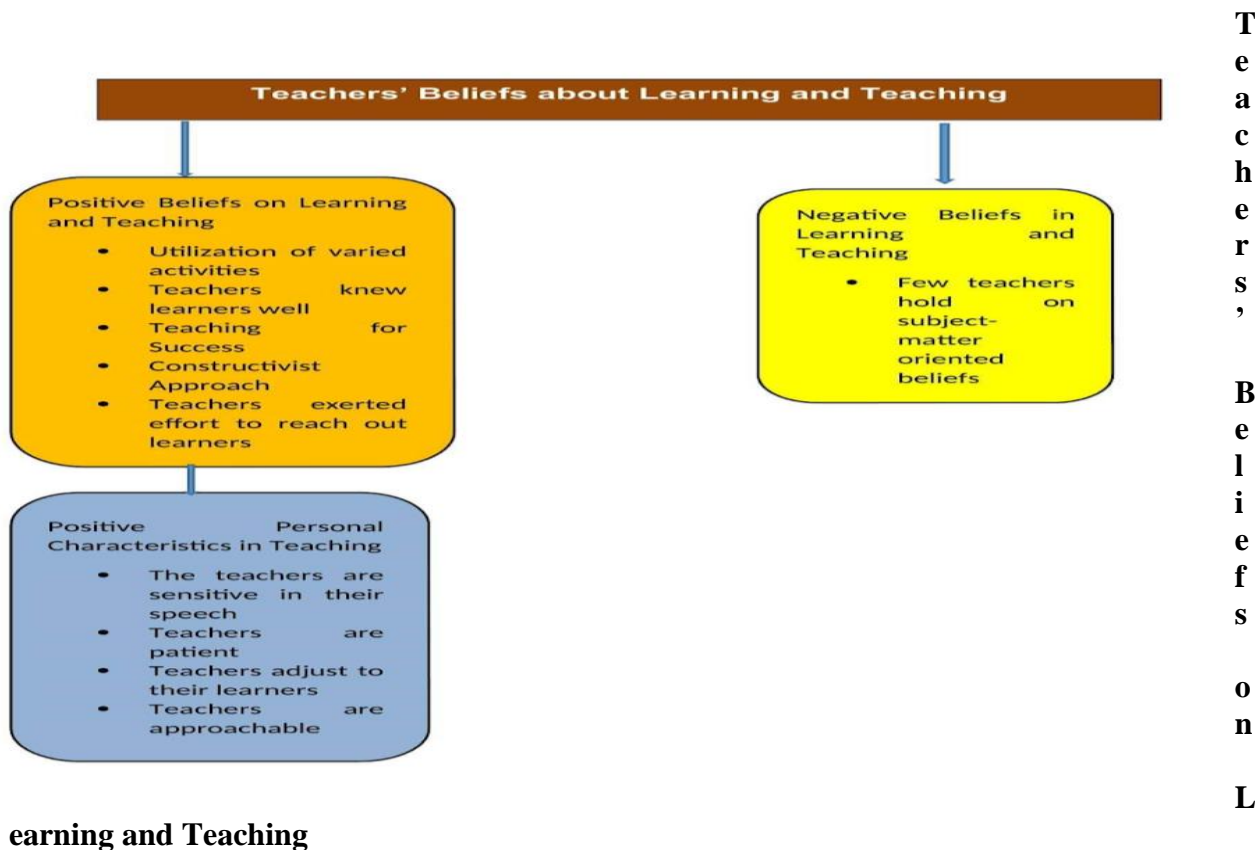 Teachers’ Beliefs about Learning and Teaching
Positive Beliefs on Learning
and Teaching
• Utilization of varied
activities
• Teachers knew
learners well
• Teaching for
Success
• Constructivist
Approach
• Teachers exerted
effort to reach out
learners
Positive Personal
Characteristics in Teaching
• The teachers are
sensitive in their
speech
• Teachers are
patient
• Teachers adjust to
their learners
• Teachers are
approachable
Negative Beliefs in
Learning and
Teaching
• Few teachers
hold on
subject-
matter
oriented
beliefs
T
e
a
c
h
e
r
s
’
B
e
l
i
e
f
s
o
n
L
earning and Teaching